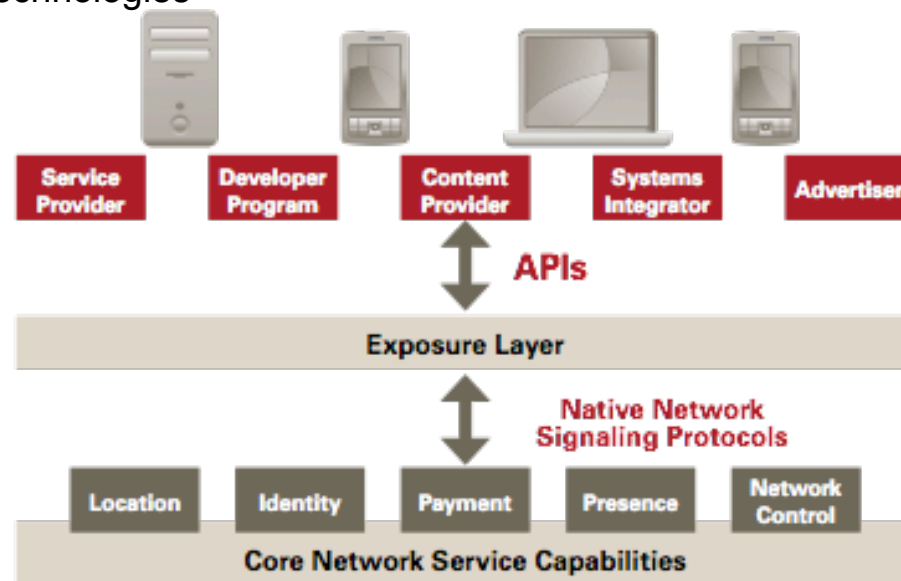 echnologies
Service
Provider
Developer
Program
Content
Provider
Systems
Integrator
Advertiser
APIs
Exposure Layer
Native Network
Signaling Protocols
Location
Identity
Payment
Presence
Network
Control
Core Network Service Capabilities